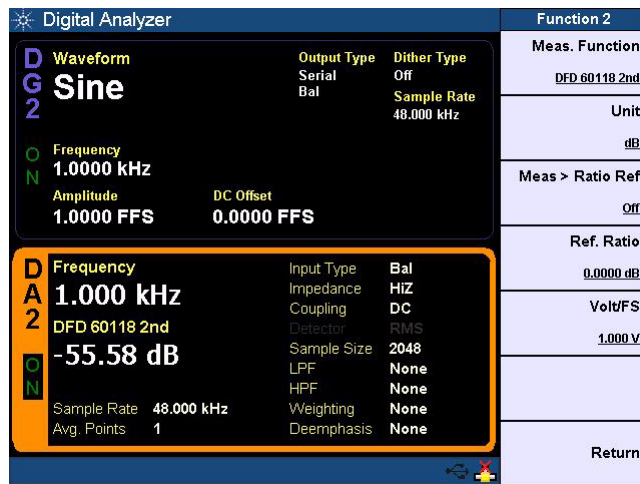 Digital Analyzer
DG2
ON
Waveform
Sine
Output Type
Serial
Bal
Dither Type
Off
Sample Rate
48.000 kHz
Frequency
1.0000 kHz
Amplitude
1.0000 FFS
DC Offset
0.0000 FFS
DA2
ON
Frequency
1.000 kHz
DFD 60118 2nd
-55.58 dB
Sample Rate 48.000 kHz
Avg. Points 1
Input Type Bal
Impedance HiZ
Coupling DC
Detector RMS
Sample Size 2048
LPF None
HPF None
Weighting None
Deemphasis None
Function 2
Meas. Function
DFD 60118 2nd
Unit
dB
Meas > Ratio Ref
Off
Ref. Ratio
0.0000 dB
Volt/FS
1.000 V
Return